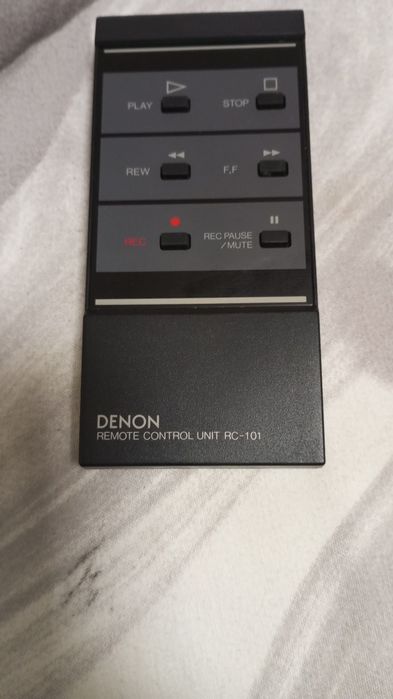 PLAY
STOP
REW
F.F
REC
REC PAUSE
/MUTE
DENON
REMOTE CONTROL UNIT RC-101